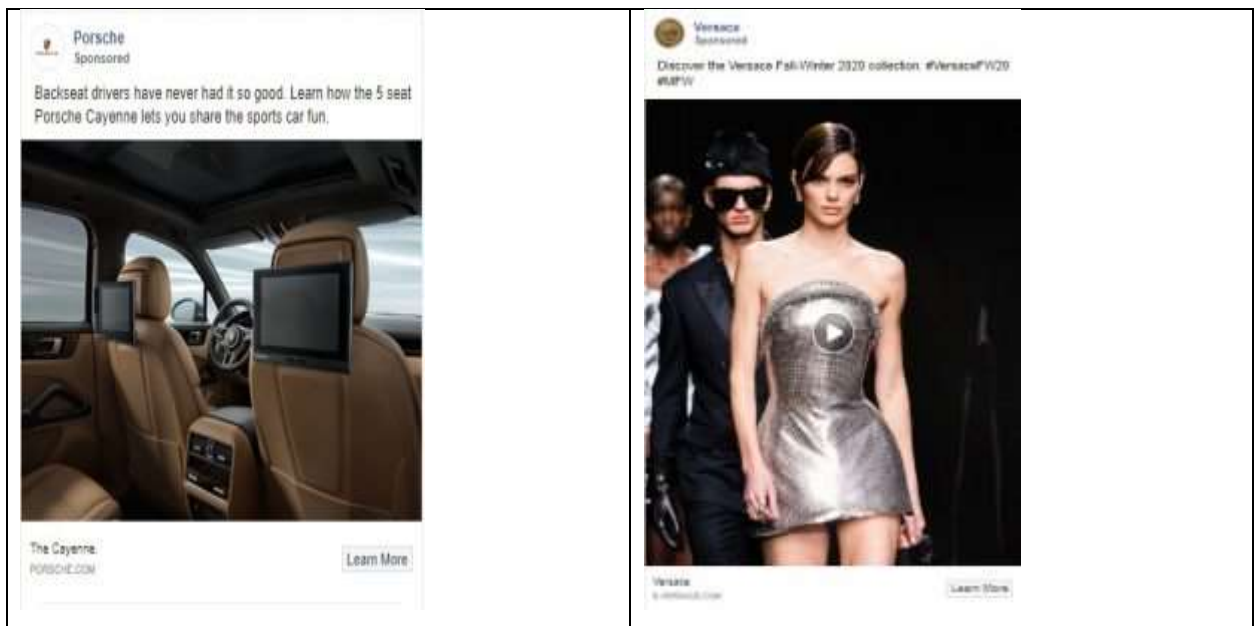 Porsche
Sponsored
Backseat drivers have never had it so good. Learn how the 5 seat
Porsche Cayenne lets you share the sports car fun.
The Cayenne.
PORSCHE.COM
Learn More
Versace
Sponsored
Discover the Versace Fall-Winter 2020 collection. #VersaceFW20
#MFW
Versace
Learn More